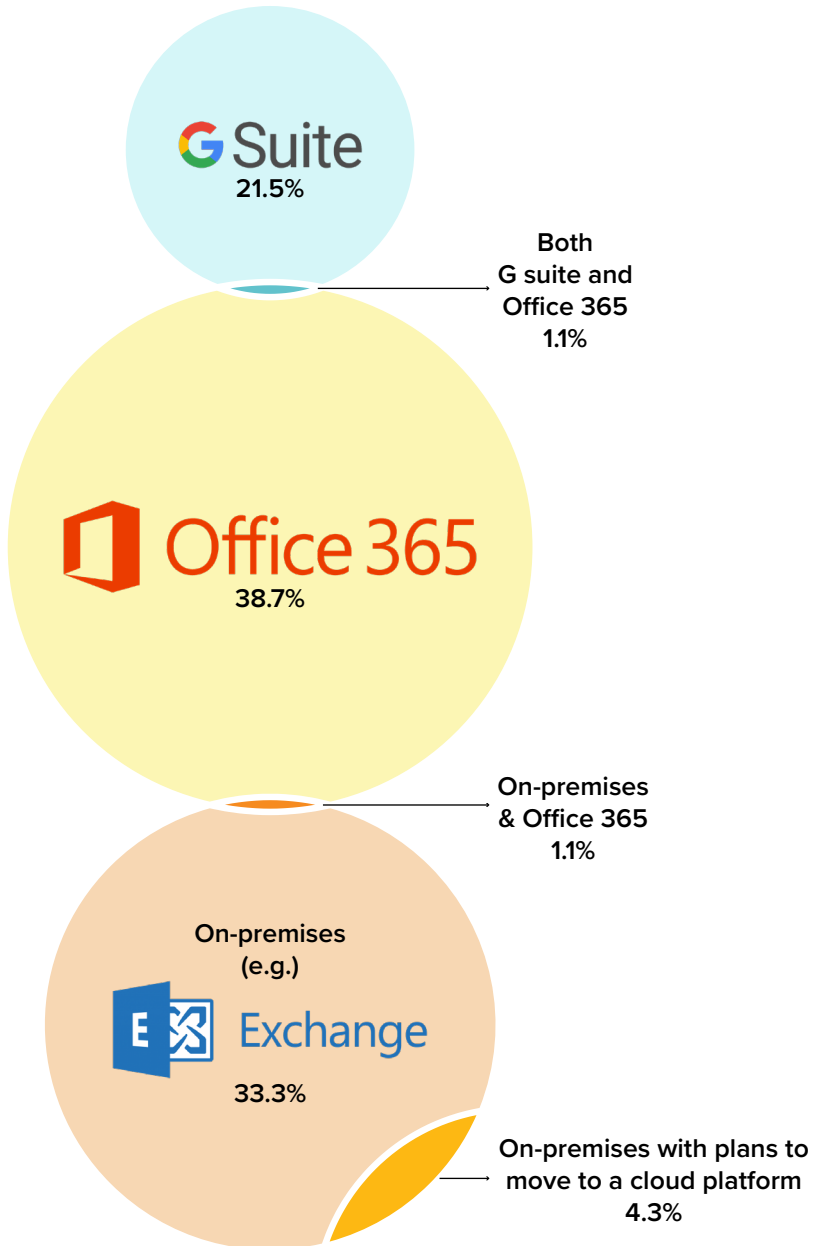 G Suite
21.5%
Both
G suite and
Office 365
1.1%
Office 365
38.7%
On-premises
& Office 365
1.1%
On-premises
(e.g.)
E Exchange
33.3%
On-premises with plans to
move to a cloud platform
4.3%